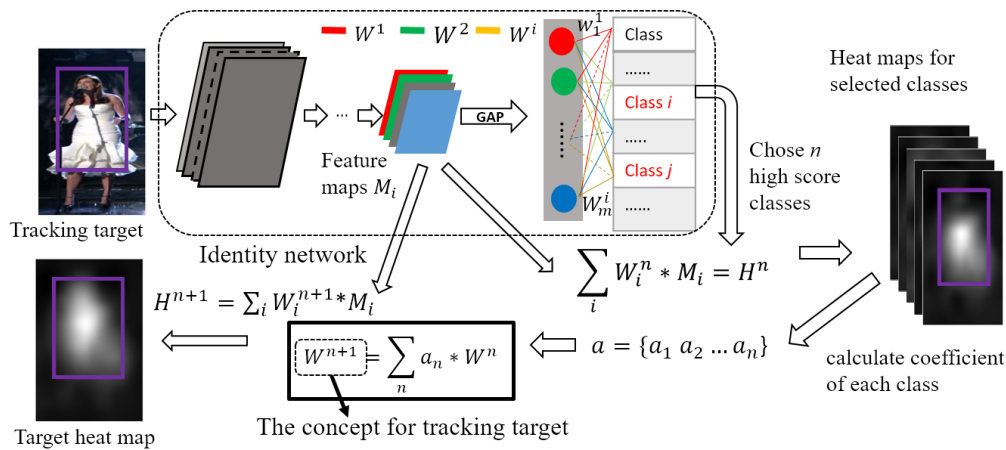 W¹ W² Wⁱ
w₁¹
Class
......
Class i
.....
Class j
......
Wₘⁱ
...
GAP
......
Feature
maps Mᵢ
Tracking target
Identity network
Heat maps for
selected classes
Chose n
high score
classes
∑ᵢ Wᵢⁿ * Mᵢ = Hⁿ
calculate coefficient
of each class
a = {a₁ a₂ … aₙ}
Wⁿ⁺¹ = ∑ₙ aₙ * Wⁿ
The concept for tracking target
Hⁿ⁺¹ = ∑ᵢ Wᵢⁿ⁺¹*Mᵢ
Target heat map